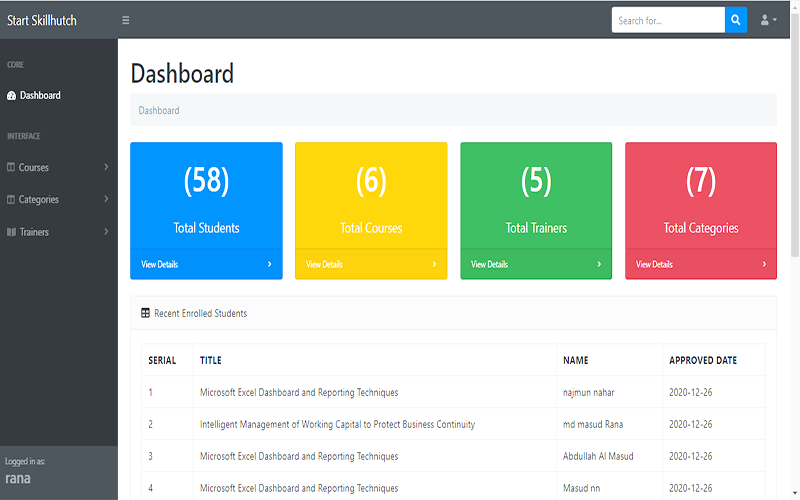 Start Skillhutch
Search for...
CORE
Dashboard
INTERFACE
Courses
Categories
Trainers
Logged in as:
rana
Dashboard
Dashboard
(58) (6) (5) (7)
Total Students Total Courses Total Trainers Total Categories
View Details View Details View Details View Details
Recent Enrolled Students
SERIAL TITLE NAME APPROVED DATE
1 Microsoft Excel Dashboard and Reporting Techniques najmun nahar 2020-12-26
2 Intelligent Management of Working Capital to Protect Business Continuity md masud Rana 2020-12-26
3 Microsoft Excel Dashboard and Reporting Techniques Abdullah Al Masud 2020-12-26
4 Microsoft Excel Dashboard and Reporting Techniques Masud nn 2020-12-26